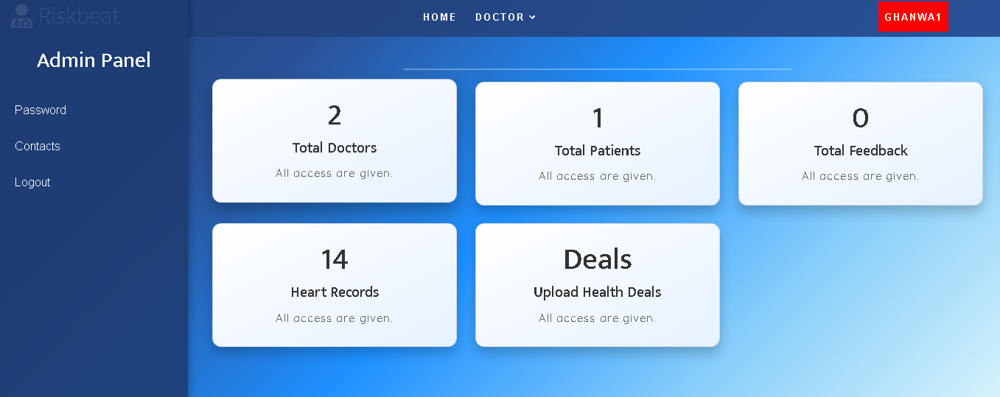 Riskbeat
HOME DOCTOR
GHANWA1
Admin Panel
Password
Contacts
Logout
2
Total Doctors
All access are given.
1
Total Patients
All access are given.
0
Total Feedback
All access are given.
14
Heart Records
All access are given.
Deals
Upload Health Deals
All access are given.